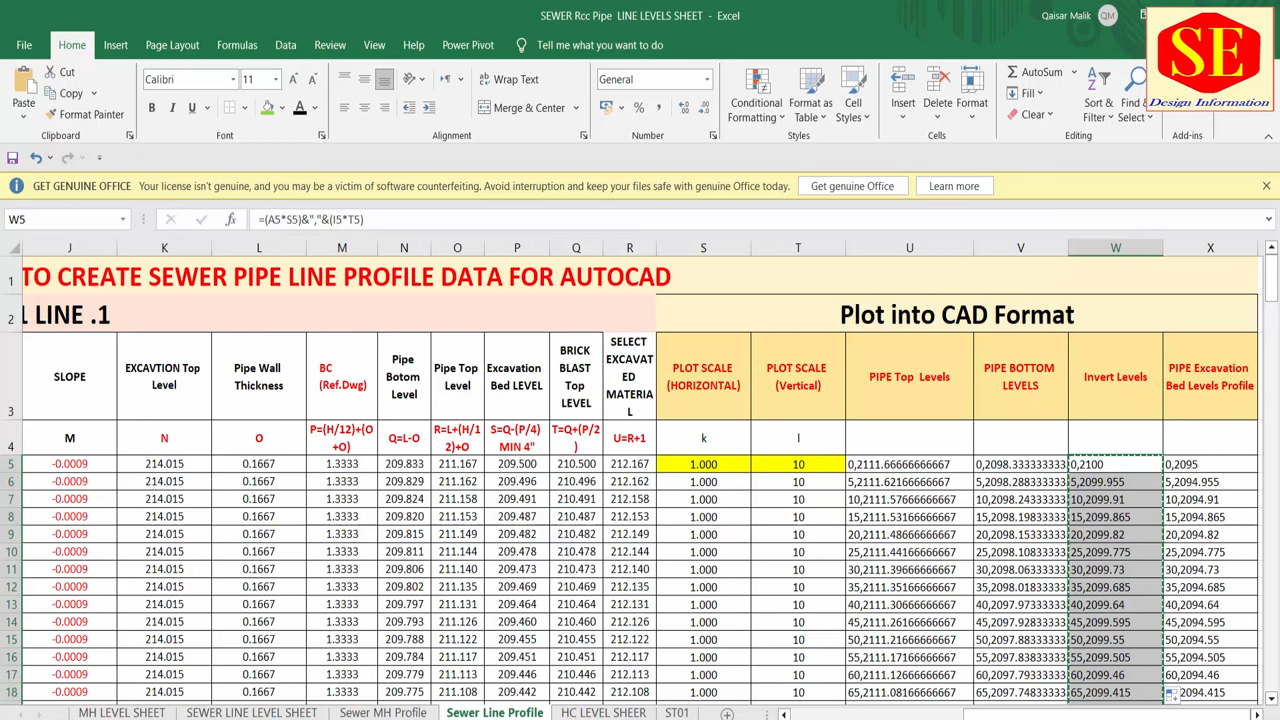 SEWER Rcc Pipe LINE LEVELS SHEET - Excel
Qaisar Malik QM
File Home Insert Page Layout Formulas Data Review View Help Power Pivot Tell me what you want to do
SE
Design Information
Paste Cut Copy Format Painter
Calibri 11
B I U
Wrap Text
Merge & Center
General
% ,
Conditional Formatting
Format as Table
Cell Styles
Insert Delete Format
AutoSum
Fill
Clear
Sort & Filter
Find & Select
Clipboard Font Alignment Number Styles Cells Editing Add-ins
GET GENUINE OFFICE Your license isn't genuine, and you may be a victim of software counterfeiting. Avoid interruption and keep your files safe with genuine Office today. Get genuine Office Learn more
W5 fx =(A5*S5)&","&(I5*T5)
J K L M N O P Q R S T U V W X
1 TO CREATE SEWER PIPE LINE PROFILE DATA FOR AUTOCAD
2 LINE .1 Plot into CAD Format
3 SLOPE
EXCAVTION Top Level
Pipe Wall Thickness
BC (Ref.Dwg)
Pipe Botom Level
Pipe Top Level
Excavation Bed LEVEL
BRICK BLAST Top LEVEL
SELECT EXCAVAT ED MATERIA L
PLOT SCALE (HORIZONTAL)
PLOT SCALE (Vertical)
PIPE Top Levels
PIPE BOTTOM LEVELS
Invert Levels
PIPE Excavation Bed Levels Profile
4 M N O P=(H/12)+(O+O) Q=L-O R=L+(H/12)+O S=Q-(P/4) MIN 4" T=Q+(P/2) U=R+1 k l
5 -0.0009 214.015 0.1667 1.3333 209.833 211.167 209.500 210.500 212.167 1.000 10 0,2111.66666666667 0,2098.333333333 0,2100 0,2095
6 -0.0009 214.015 0.1667 1.3333 209.829 211.162 209.496 210.496 212.162 1.000 10 5,2111.62166666667 5,2098.288333333 5,2099.955 5,2094.955
7 -0.0009 214.015 0.1667 1.3333 209.824 211.158 209.491 210.491 212.158 1.000 10 10,2111.57666666667 10,2098.24333333 10,2099.91 10,2094.91
8 -0.0009 214.015 0.1667 1.3333 209.820 211.153 209.487 210.487 212.153 1.000 10 15,2111.53166666667 15,2098.19833333 15,2099.865 15,2094.865
9 -0.0009 214.015 0.1667 1.3333 209.815 211.149 209.482 210.482 212.149 1.000 10 20,2111.48666666667 20,2098.15333333 20,2099.82 20,2094.82
10 -0.0009 214.015 0.1667 1.3333 209.811 211.144 209.478 210.478 212.144 1.000 10 25,2111.44166666667 25,2098.10833333 25,2099.775 25,2094.775
11 -0.0009 214.015 0.1667 1.3333 209.806 211.140 209.473 210.473 212.140 1.000 10 30,2111.39666666667 30,2098.06333333 30,2099.73 30,2094.73
12 -0.0009 214.015 0.1667 1.3333 209.802 211.135 209.469 210.469 212.135 1.000 10 35,2111.35166666667 35,2098.01833333 35,2099.685 35,2094.685
13 -0.0009 214.015 0.1667 1.3333 209.797 211.131 209.464 210.464 212.131 1.000 10 40,2111.30666666667 40,2097.97333333 40,2099.64 40,2094.64
14 -0.0009 214.015 0.1667 1.3333 209.793 211.126 209.460 210.460 212.126 1.000 10 45,2111.26166666667 45,2097.92833333 45,2099.595 45,2094.595
15 -0.0009 214.015 0.1667 1.3333 209.788 211.122 209.455 210.455 212.122 1.000 10 50,2111.21666666667 50,2097.88333333 50,2099.55 50,2094.55
16 -0.0009 214.015 0.1667 1.3333 209.784 211.117 209.451 210.451 212.117 1.000 10 55,2111.17166666667 55,2097.83833333 55,2099.505 55,2094.505
17 -0.0009 214.015 0.1667 1.3333 209.779 211.113 209.446 210.446 212.113 1.000 10 60,2111.12666666667 60,2097.79333333 60,2099.46 60,2094.46
18 -0.0009 214.015 0.1667 1.3333 209.775 211.108 209.442 210.442 212.108 1.000 10 65,2111.08166666667 65,2097.74833333 65,2099.415 2094.415
MH LEVEL SHEET SEWER LINE LEVEL SHEET Sewer MH Profile Sewer Line Profile HC LEVEL SHEER ST01